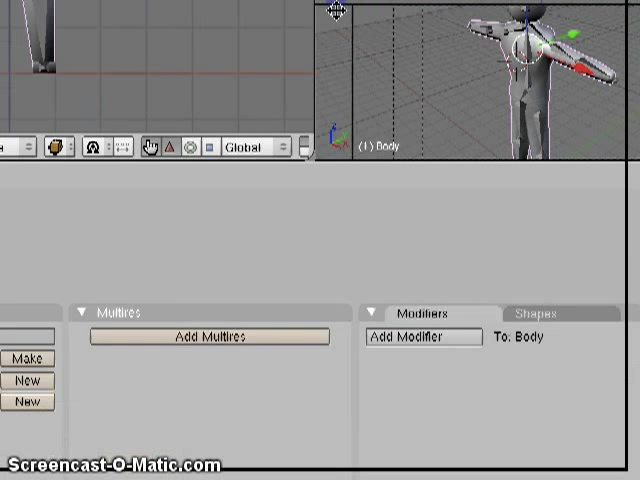 Global
(1) Body
Multires
Modifiers
Shapes
Add Multires
Add Modifier
To: Body
Make
New
New
Screencast-O-Matic.com